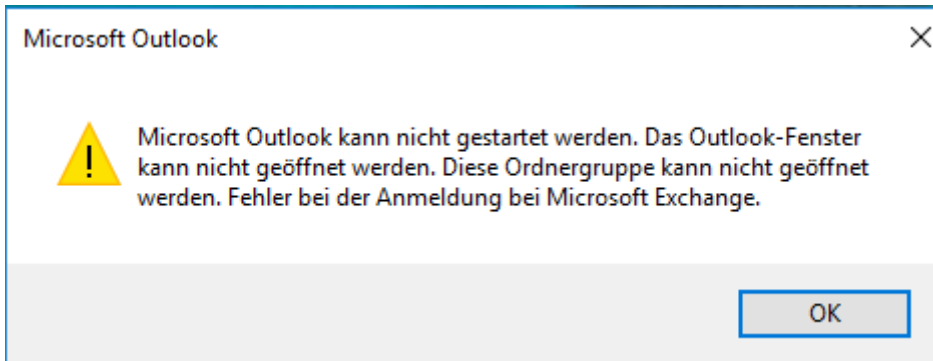 Microsoft Outlook
Microsoft Outlook kann nicht gestartet werden. Das Outlook-Fenster
kann nicht geöffnet werden. Diese Ordnergruppe kann nicht geöffnet
werden. Fehler bei der Anmeldung bei Microsoft Exchange.
OK